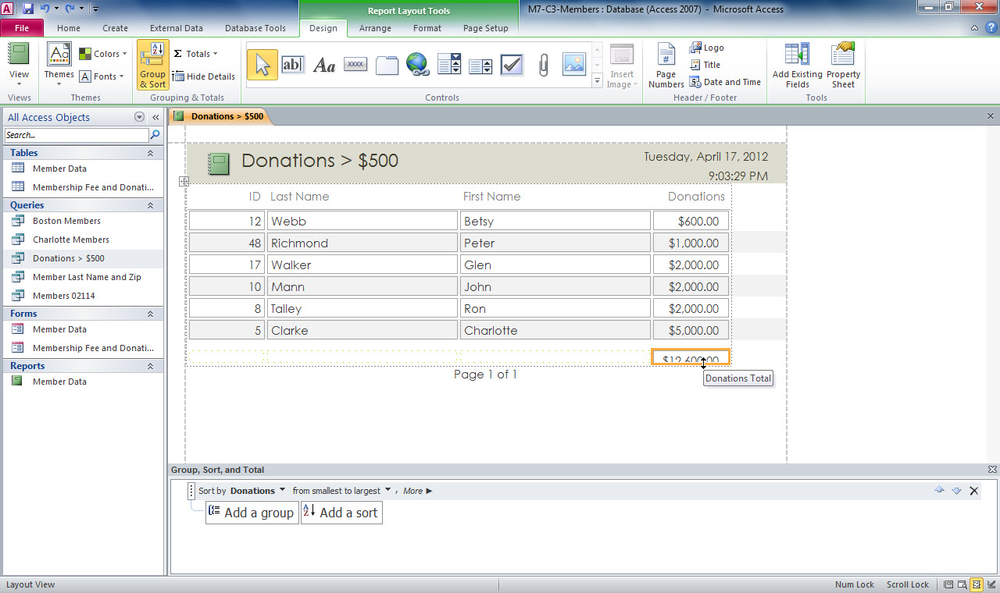 Report Layout Tools
M7-C3-Members : Database (Access 2007) - Microsoft Access
File Home Create External Data Database Tools Design Arrange Format Page Setup
View
Views
Themes
Colors
Fonts
Themes
Group & Sort
Σ Totals
Hide Details
Grouping & Totals
ab|
Aa
xxxx
Insert Image
Controls
Page Numbers
Logo
Title
Date and Time
Header / Footer
Add Existing Fields
Property Sheet
Tools
All Access Objects
Search...
Tables
Member Data
Membership Fee and Donati...
Queries
Boston Members
Charlotte Members
Donations > $500
Member Last Name and Zip
Members 02114
Forms
Member Data
Membership Fee and Donati...
Reports
Member Data
Donations > $500
Donations > $500
Tuesday, April 17, 2012
9:03:29 PM
ID Last Name First Name Donations
12 Webb Betsy $600.00
48 Richmond Peter $1,000.00
17 Walker Glen $2,000.00
10 Mann John $2,000.00
8 Talley Ron $2,000.00
5 Clarke Charlotte $5,000.00
$12,600.00
Page 1 of 1
Donations Total
Group, Sort, and Total
Sort by Donations from smallest to largest , More
Add a group
Add a sort
Layout View
Num Lock Scroll Lock